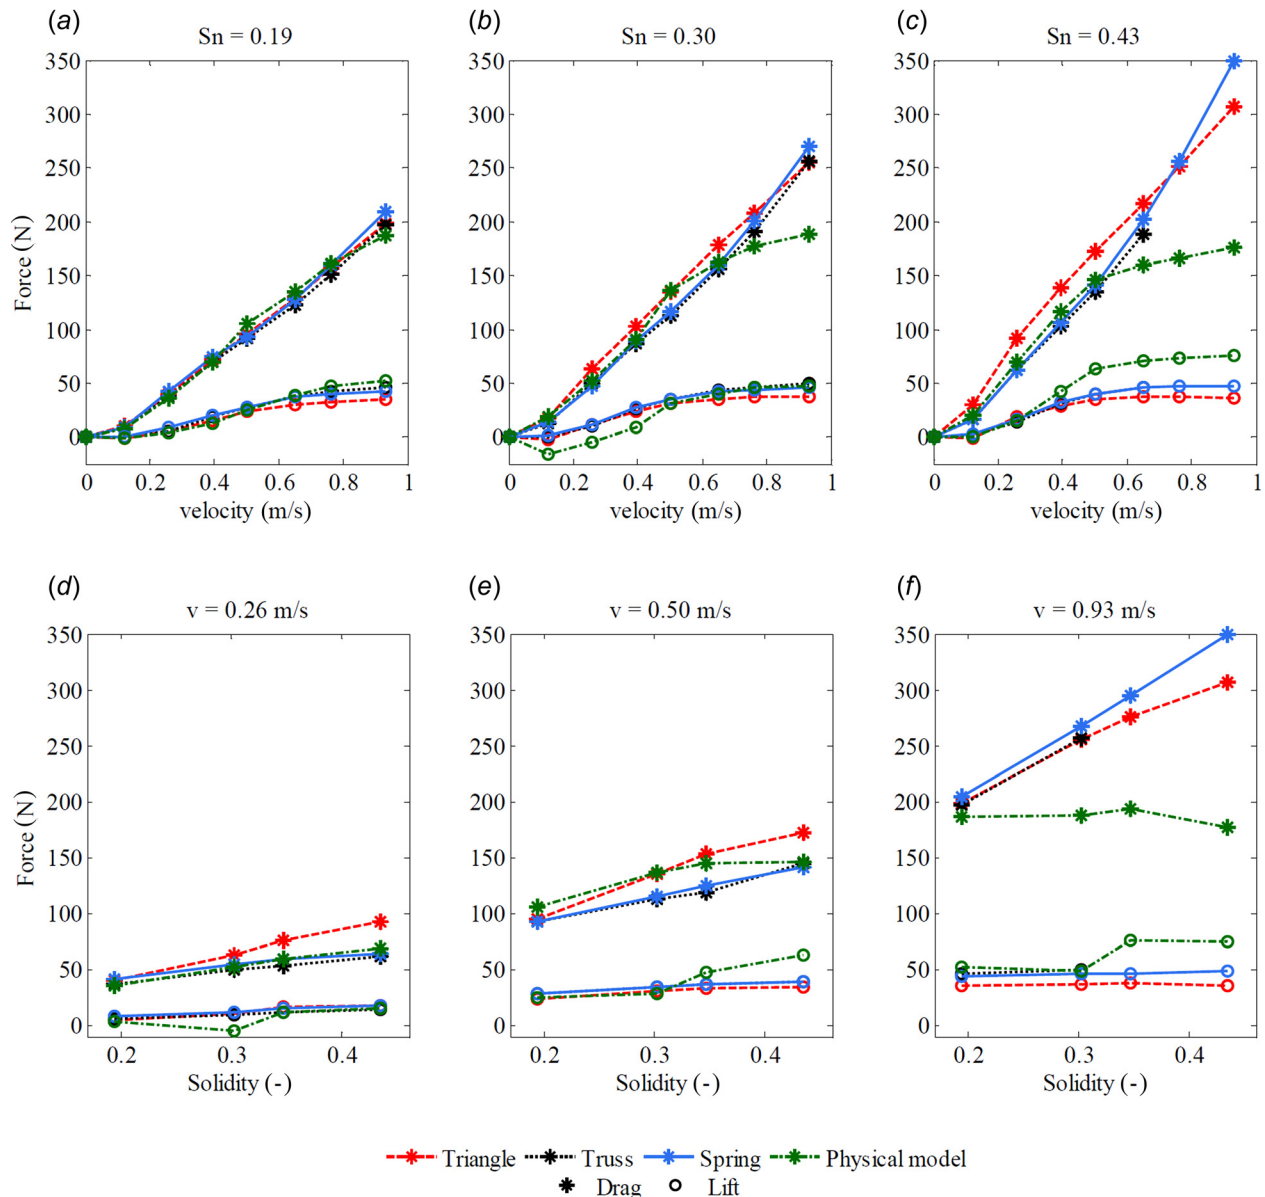 (a) (b) (c)
Sn = 0.19 Sn = 0.30 Sn = 0.43
350 350 350
300 300 300
250 250 250
200 200 200
150 150 150
100 100 100
50 50 50
0 0 0
Force (N)
0 0.2 0.4 0.6 0.8 1 0 0.2 0.4 0.6 0.8 1 0 0.2 0.4 0.6 0.8 1
velocity (m/s) velocity (m/s) velocity (m/s)
(d) (e) (f)
v = 0.26 m/s v = 0.50 m/s v = 0.93 m/s
350 350 350
300 300 300
250 250 250
200 200 200
150 150 150
100 100 100
50 50 50
0 0 0
Force (N)
0.2 0.3 0.4 0.2 0.3 0.4 0.2 0.3 0.4
Solidity (-) Solidity (-) Solidity (-)
Triangle Truss Spring Physical model
Drag Lift